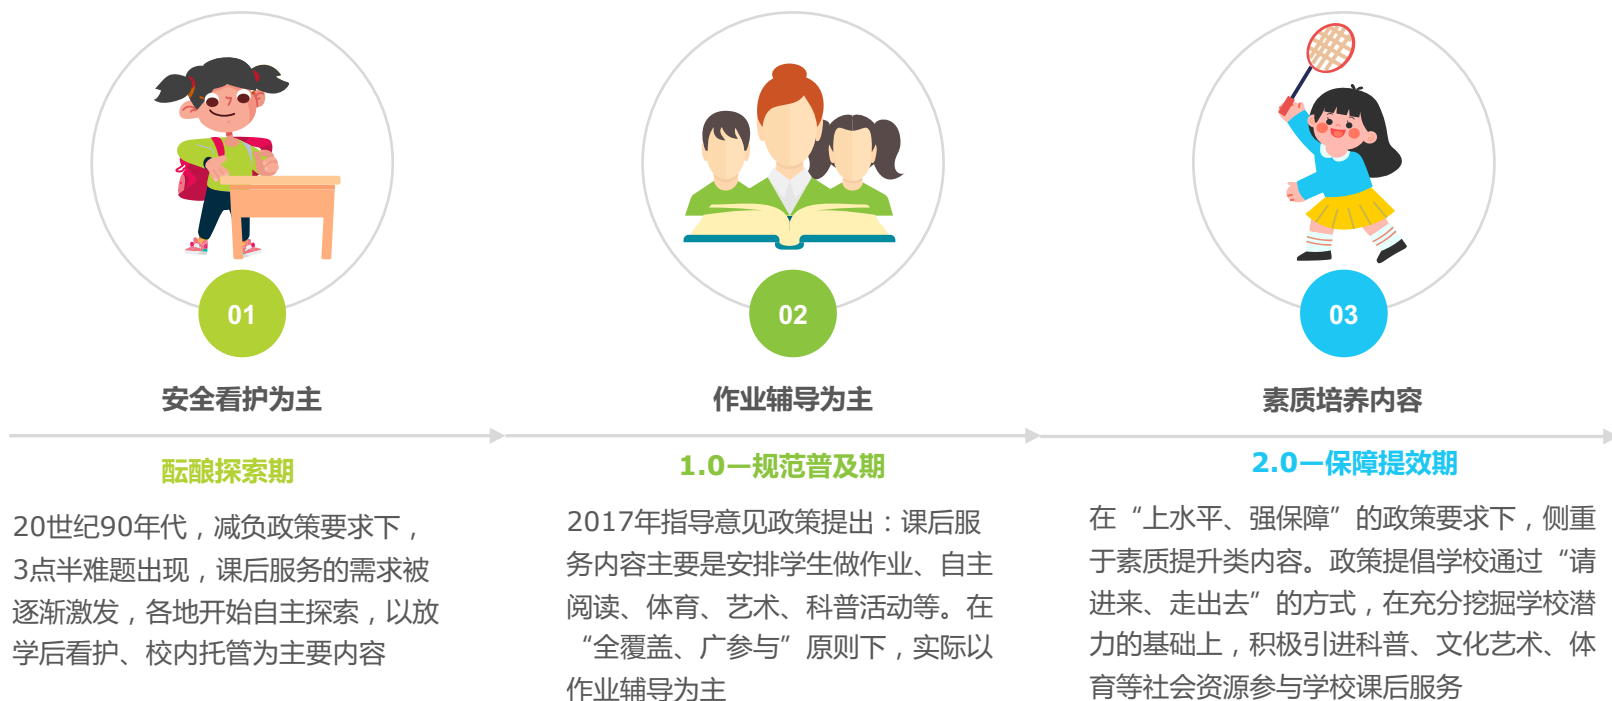 01
安全看护为主
酝酿探索期
20世纪90年代，减负政策要求下，
3点半难题出现，课后服务的需求被
逐渐激发，各地开始自主探索，以放
学后看护、校内托管为主要内容
02
作业辅导为主
1.0—规范普及期
2017年指导意见政策提出：课后服
务内容主要是安排学生做作业、自主
阅读、体育、艺术、科普活动等。在
“全覆盖、广参与”原则下，实际以
作业辅导为主
03
素质培养内容
2.0—保障提效期
在“上水平、强保障”的政策要求下，侧重
于素质提升类内容。政策提倡学校通过“请
进来、走出去”的方式，在充分挖掘学校潜
力的基础上，积极引进科普、文化艺术、体
育等社会资源参与学校课后服务